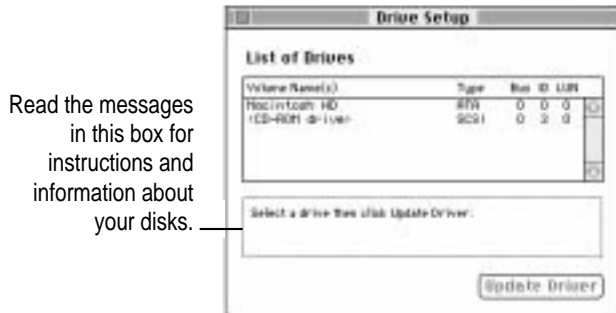 Drive Setup
List of Drives
Volume Name(s) Type Bus ID LUN
Macintosh HD ATA 0 0 0
<CD-ROM drive> SCSI 0 3 0
Read the messages
in this box for
instructions and
information about
your disks.
Select a drive then click Update Driver.
Update Driver